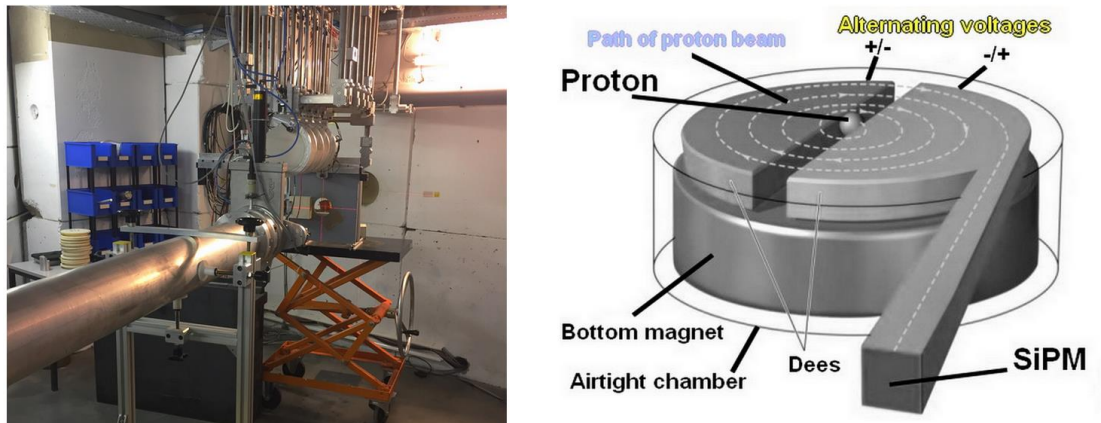 Alternating voltages
Path of proton beam
+/-
-/+
Proton
Bottom magnet
Dees
Airtight chamber
SiPM